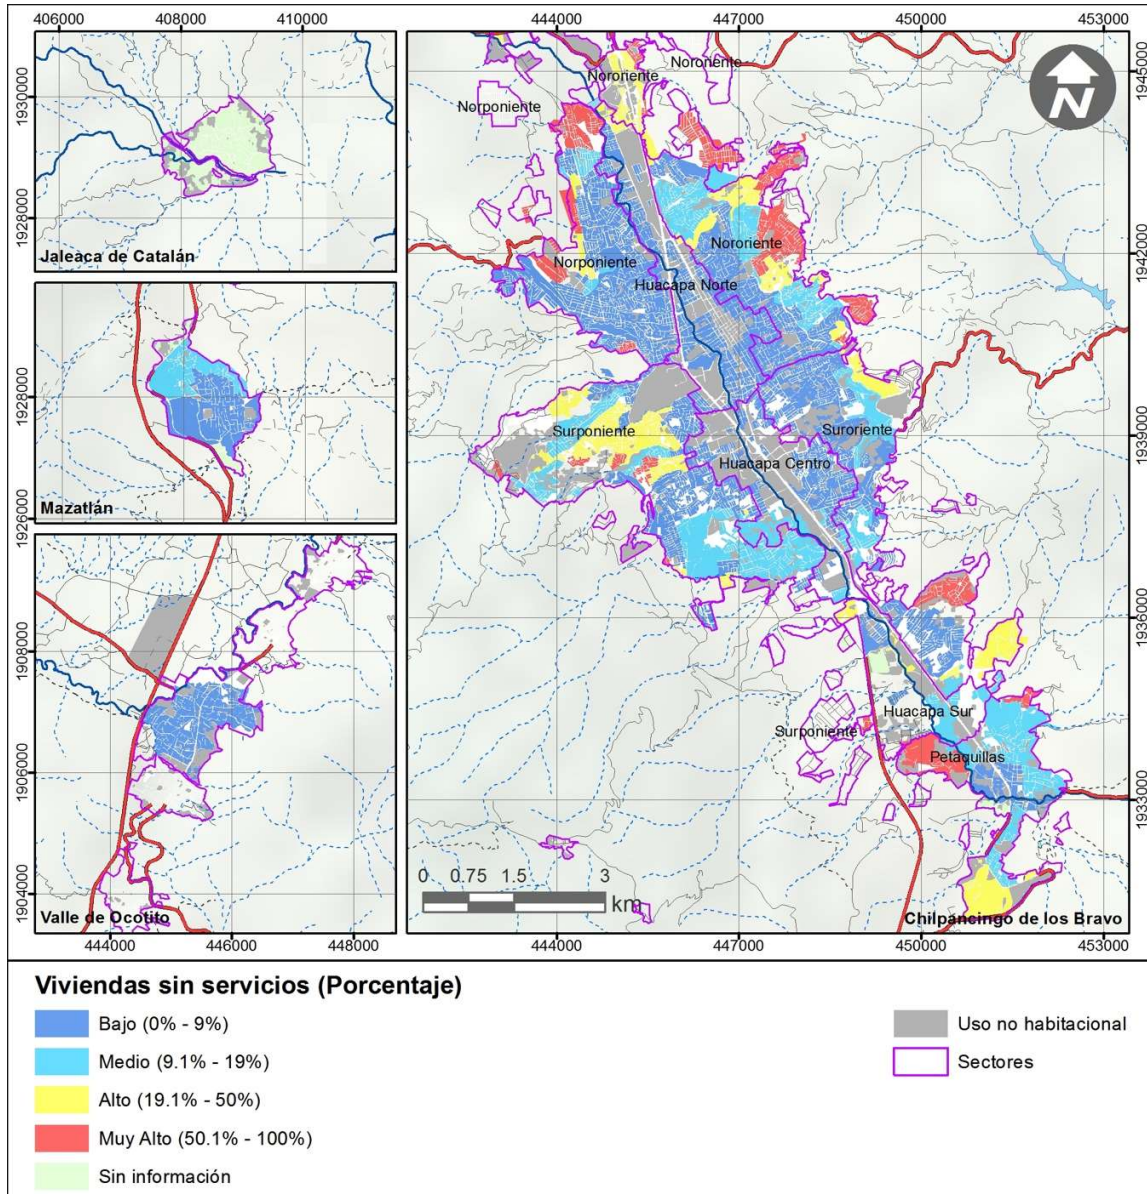 406000 408000 410000
444000 447000 450000 453000
1930000
1928000
Jaleaca de Catalán
1928000
1926000
Mazatlán
1908000
1906000
1904000
Valle de Ocotito
444000 446000 448000
N
Nororiente
Nororiente
Norponiente
Nororiente
Norponiente
Huacapa Norte
Surponiente
Suroriente
Huacapa Centro
Huacapa Sur
Surponiente
Petaquillas
1945000
1942000
1939000
1936000
1933000
0 0.75 1.5 3
km
Chilpancingo de los Bravo
444000 447000 450000 453000
Viviendas sin servicios (Porcentaje)
Bajo (0% - 9%)
Medio (9.1% - 19%)
Alto (19.1% - 50%)
Muy Alto (50.1% - 100%)
Sin información
Uso no habitacional
Sectores